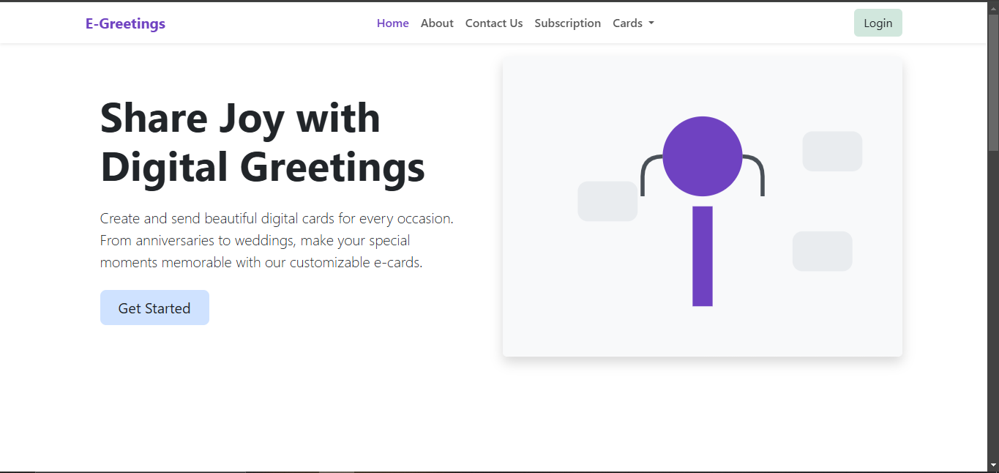 E-Greetings
Home About Contact Us Subscription Cards
Login
Share Joy with
Digital Greetings
Create and send beautiful digital cards for every occasion.
From anniversaries to weddings, make your special
moments memorable with our customizable e-cards.
Get Started